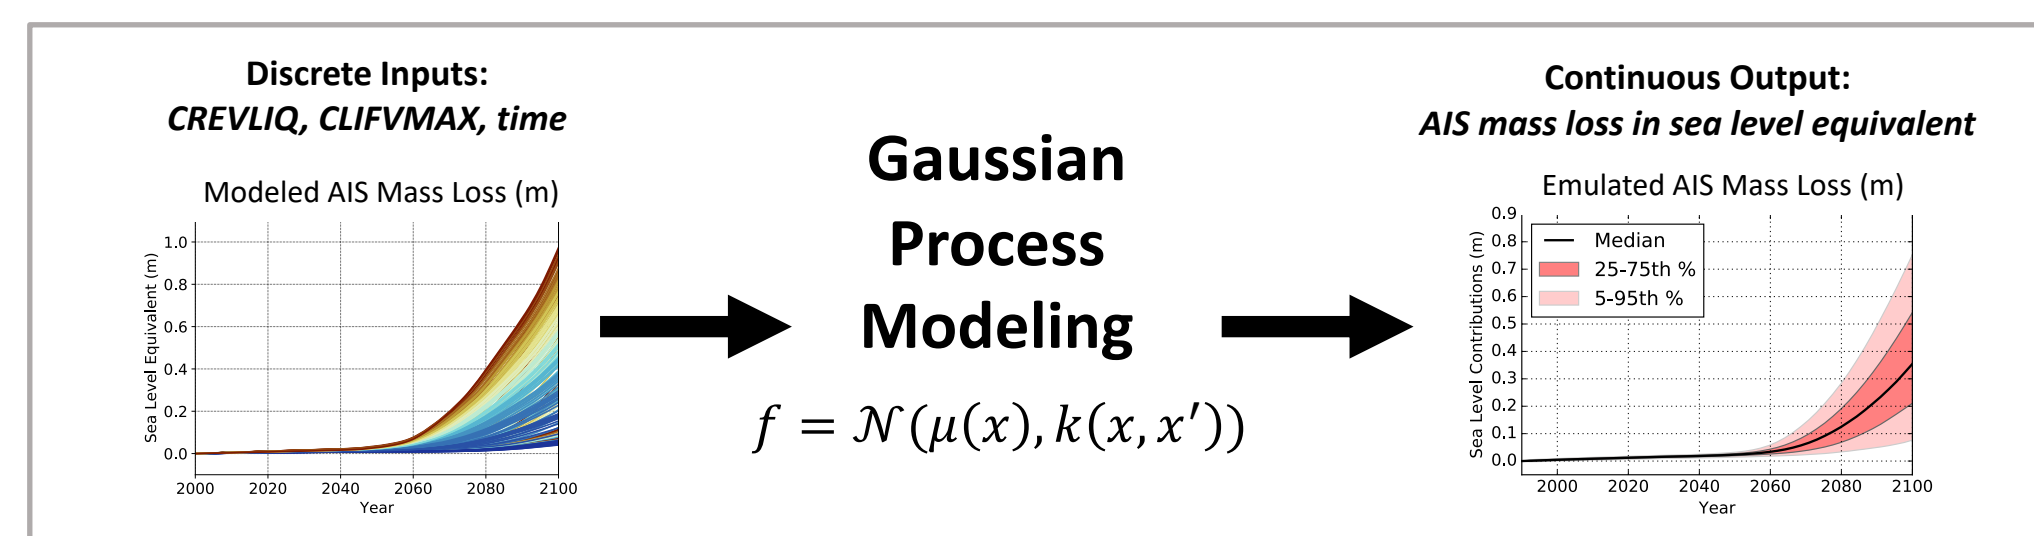 Discrete Inputs:
CREVLIQ, CLIFVMAX, time
Modeled AIS Mass Loss (m)
Sea Level Equivalent (m)
1.0
0.8
0.6
0.4
0.2
0.0
2000 2020 2040 2060 2080 2100
Year
Gaussian
Process
Modeling
f = 𝒩(μ(x), k(x, x′))
Continuous Output:
AIS mass loss in sea level equivalent
Emulated AIS Mass Loss (m)
Sea Level Contributions (m)
0.9
0.8
0.7
0.6
0.5
0.4
0.3
0.2
0.1
0.0
Median
25-75th %
5-95th %
2000 2020 2040 2060 2080 2100
Year